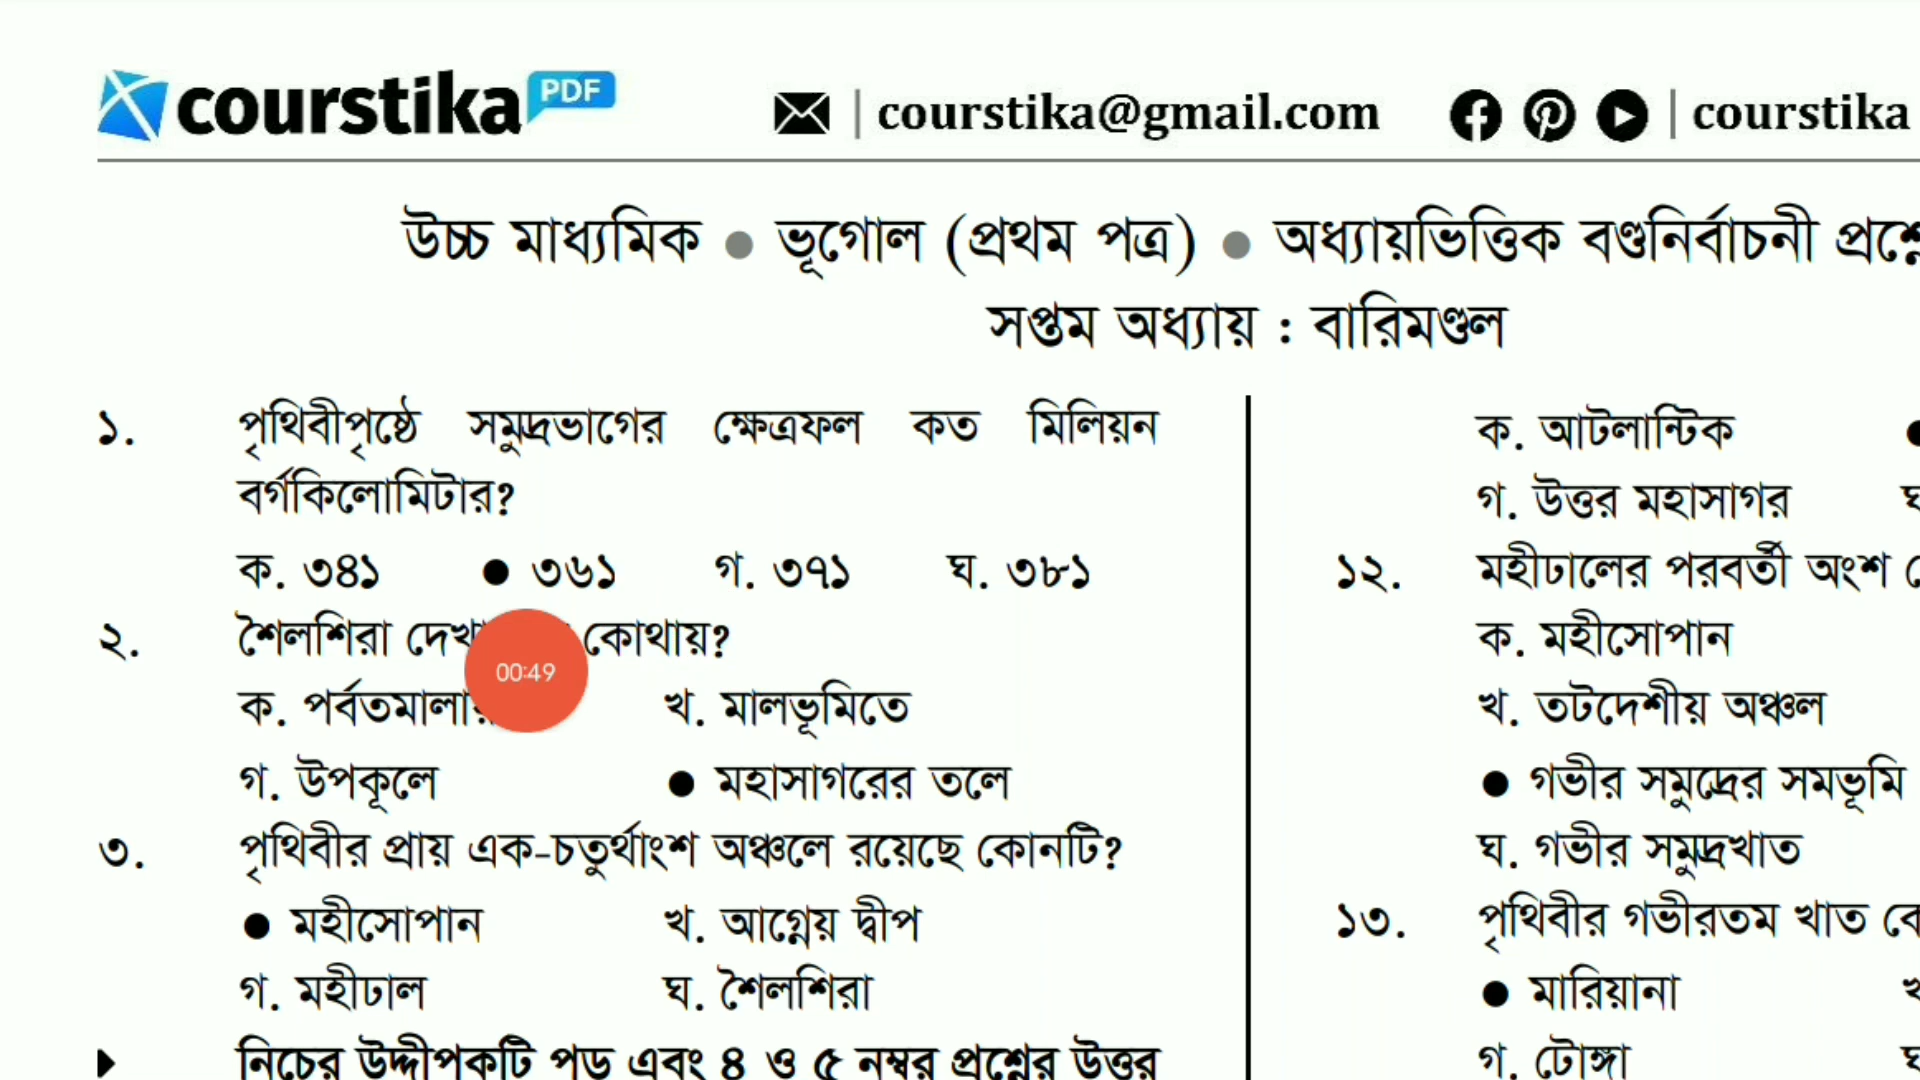 courstika PDF
courstika@gmail.com
courstika
উচ্চ মাধ্যমিক ● ভূগোল (প্রথম পত্র) ● অধ্যায়ভিত্তিক বণ্ডনির্বাচনী
সপ্তম অধ্যায় : বারিমণ্ডল
১. পৃথিবীপৃষ্ঠে সমুদ্রভাগের ক্ষেত্রফল কত মিলিয়ন
বর্গকিলোমিটার?
ক. ৩৪১ ● ৩৬১ গ. ৩৭১ ঘ. ৩৮১
২. শৈলশিরা কোথায়?
00:49
ক. খ. মালভূমিতে
গ. উপকূলে ● মহাসাগরের তলে
৩. পৃথিবীর প্রায় এক-চতুর্থাংশ অঞ্চলে রয়েছে কোনটি?
● মহীসোপান খ. আগ্নেয় দ্বীপ
গ. মহীঢাল ঘ. শৈলশিরা
নিচের উদ্দীপকটি পড় এবং ৪ ও ৫ নম্বর প্রশ্নের উত্তর
ক. আটলান্টিক
গ. উত্তর মহাসাগর
১২. মহীঢালের পরবর্তী অংশ
ক. মহীসোপান
খ. তটদেশীয় অঞ্চল
● গভীর সমুদ্রের সমভূমি
ঘ. গভীর সমুদ্রখাত
১৩. পৃথিবীর গভীরতম খাত
● মারিয়ানা
গ. টোঙ্গা